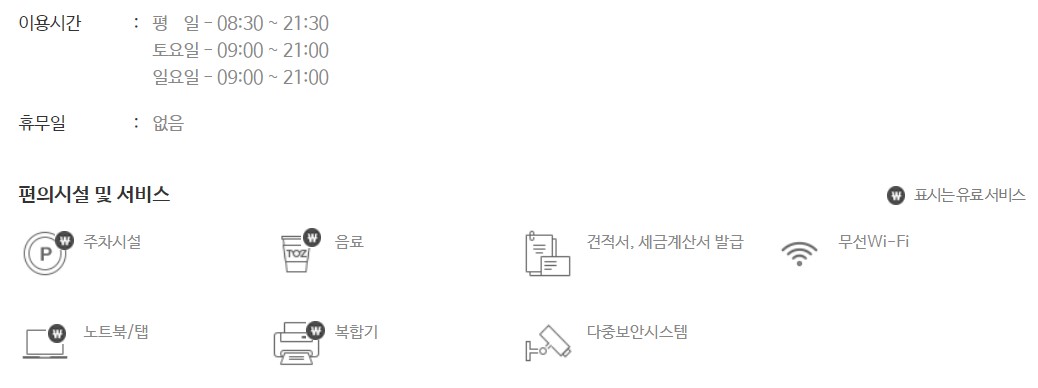 이용시간 : 평 일 - 08:30 ~ 21:30
토요일 - 09:00 ~ 21:00
일요일 - 09:00 ~ 21:00
휴무일 : 없음
편의시설 및 서비스
₩ 표시는 유료 서비스
P ₩ 주차시설
TOZ ₩ 음료
견적서, 세금계산서 발급
무선Wi-Fi
₩ 노트북/탭
₩ 복합기
다중보안시스템